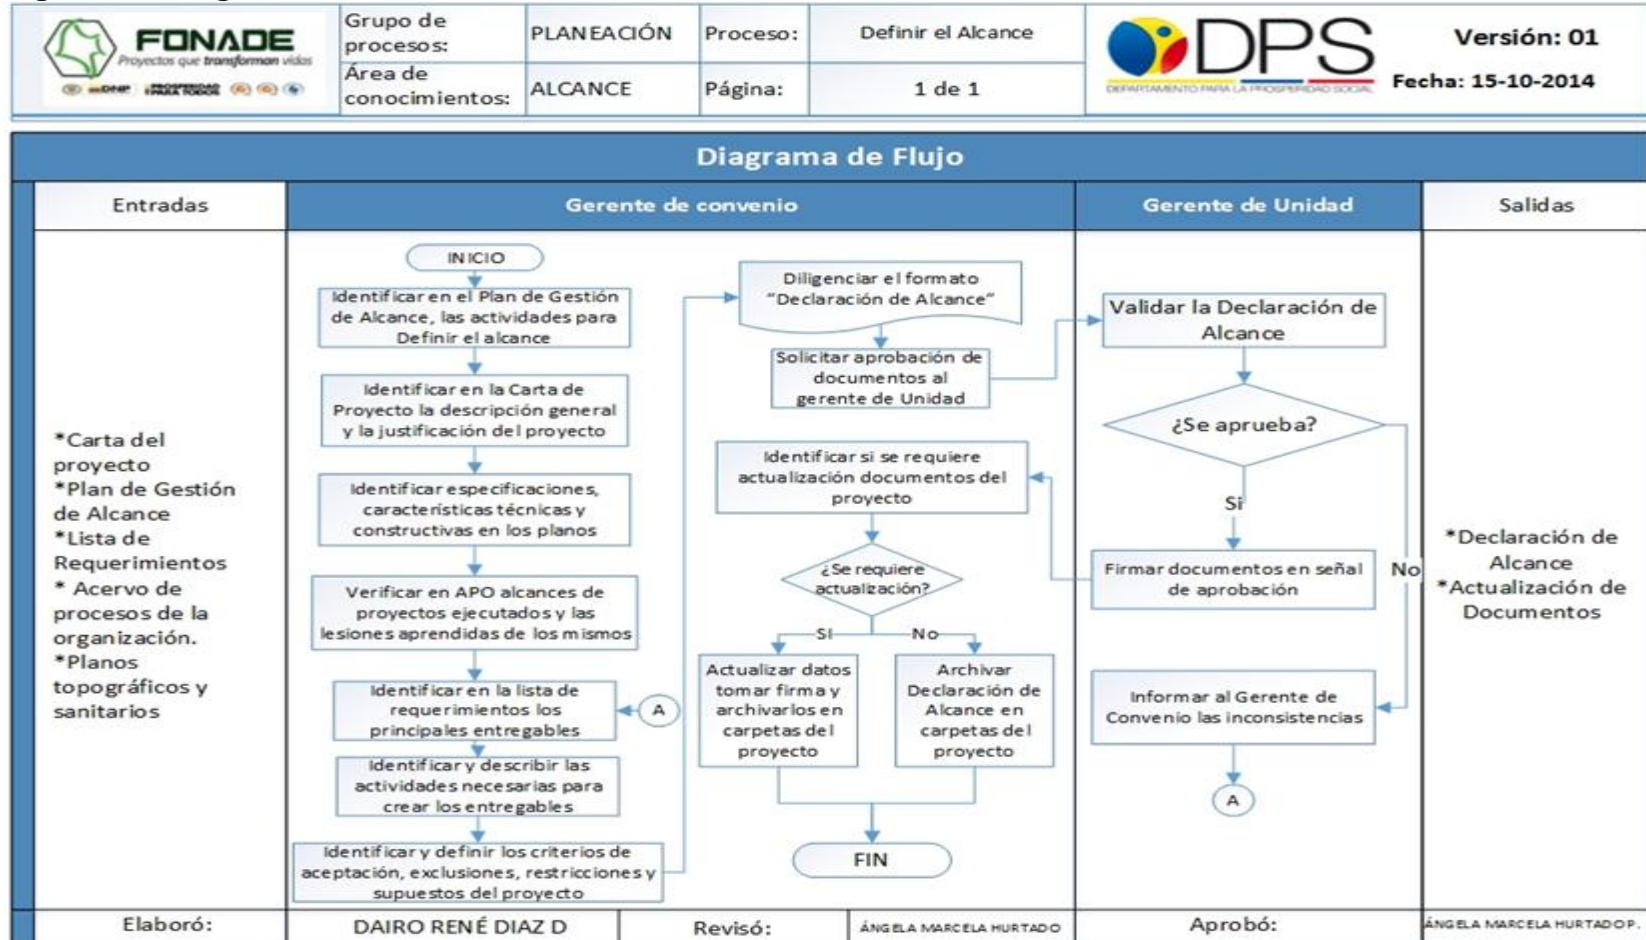 FONADE
Proyectos que transforman vidas
DNP
PROSPERIDAD
PARA TODOS
Grupo de
procesos:
PLANEACIÓN
Proceso:
Definir el Alcance
Área de
conocimientos:
ALCANCE
Página:
1 de 1
DPS
DEPARTAMENTO PARA LA PROSPERIDAD SOCIAL
Versión: 01
Fecha: 15-10-2014
Diagrama de Flujo
Entradas
Gerente de convenio
Gerente de Unidad
Salidas
*Carta del
proyecto
*Plan de Gestión
de Alcance
*Lista de
Requerimientos
* Acervo de
procesos de la
organización.
*Planos
topográficos y
sanitarios
INICIO
Identificar en el Plan de Gestión
de Alcance, las actividades para
Definir el alcance
Identificar en la Carta de
Proyecto la descripción general
y la justificación del proyecto
Identificar especificaciones,
características técnicas y
constructivas en los planos
Verificar en APO alcances de
proyectos ejecutados y las
lesiones aprendidas de los mismos
Identificar en la lista de
requerimientos los
principales entregables
A
Identificar y describir las
actividades necesarias para
crear los entregables
Identificar y definir los criterios de
aceptación, exclusiones, restricciones y
supuestos del proyecto
Diligenciar el formato
“Declaración de Alcance”
Solicitar aprobación de
documentos al
gerente de Unidad
Identificar si se requiere
actualización documentos del
proyecto
¿Se requiere
actualización?
SI
No
Actualizar datos
tomar firma y
archivarlos en
carpetas del
proyecto
Archivar
Declaración de
Alcance en
carpetas del
proyecto
FIN
Validar la Declaración de
Alcance
¿Se aprueba?
Si
No
Firmar documentos en señal
de aprobación
Informar al Gerente de
Convenio las inconsistencias
A
*Declaración de
Alcance
*Actualización de
Documentos
Elaboró:
DAIRO RENÉ DIAZ D
Revisó:
ÁNGELA MARCELA HURTADO
Aprobó:
ÁNGELA MARCELA HURTADO P.